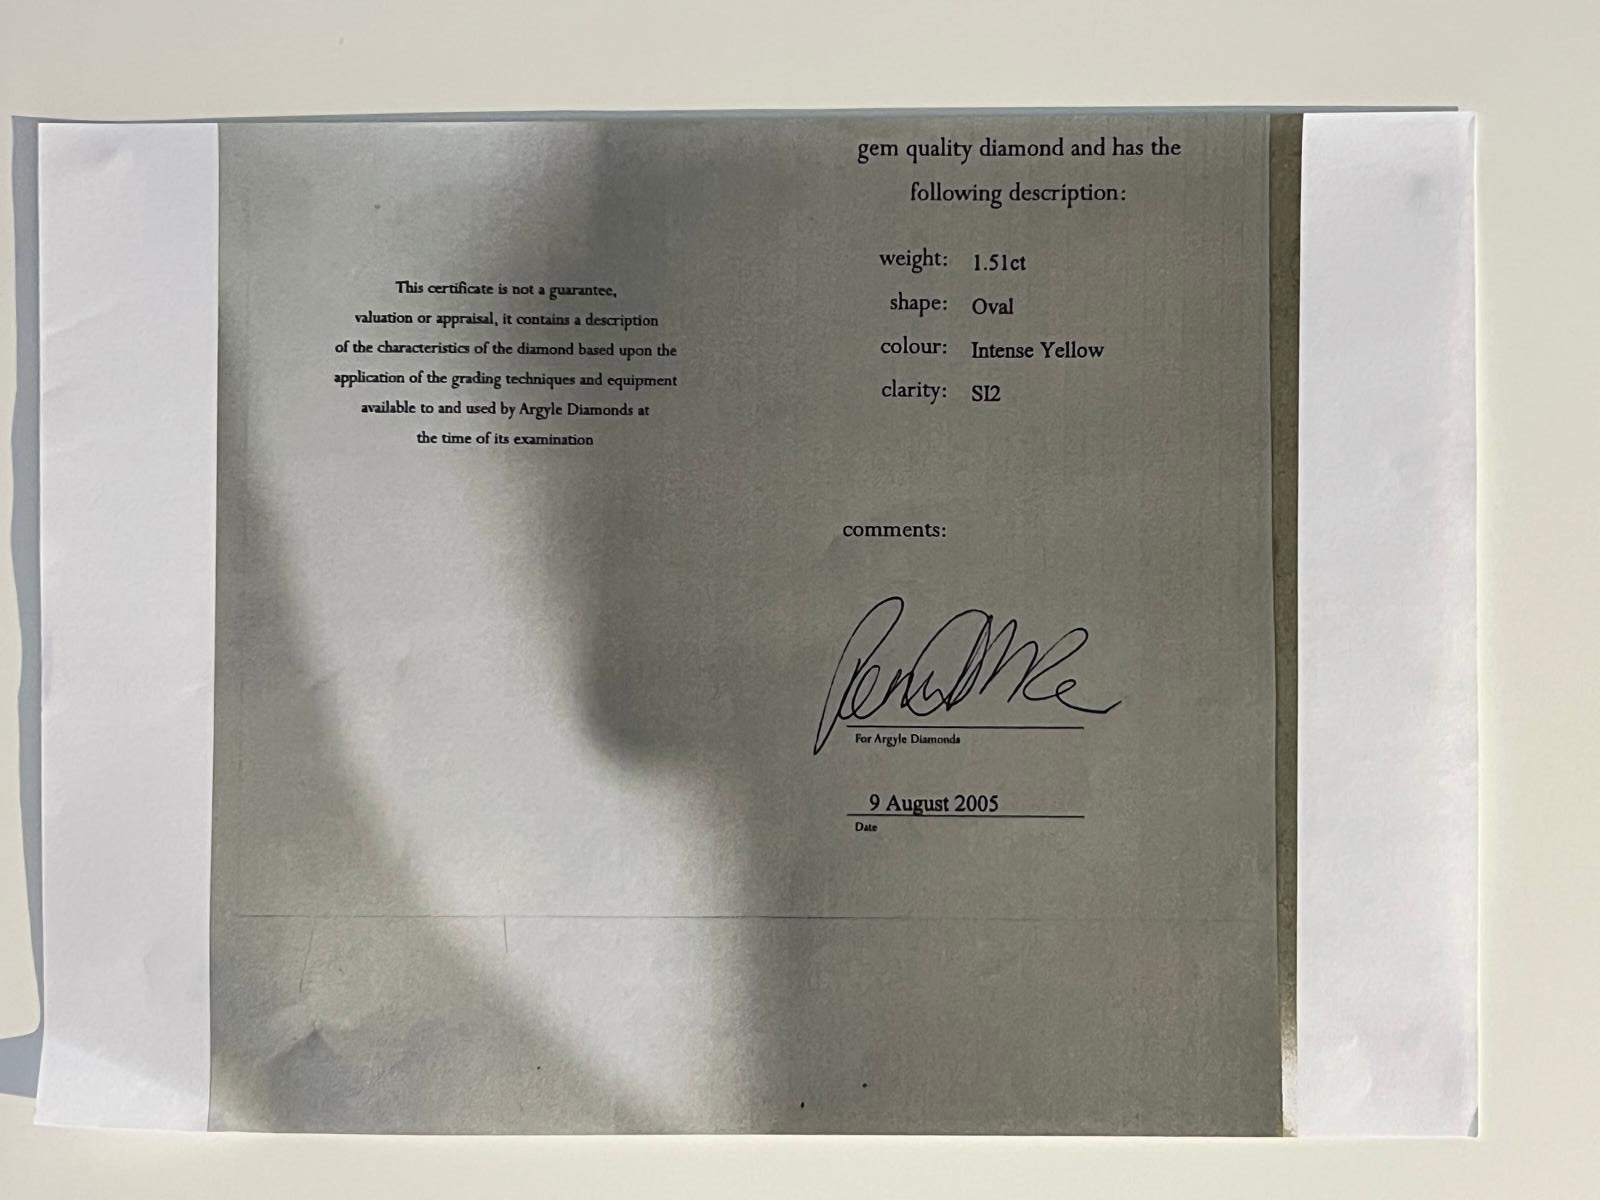 This certificate is not a guarantee,
valuation or appraisal, it contains a description
of the characteristics of the diamond based upon the
application of the grading techniques and equipment
available to and used by Argyle Diamonds at
the time of its examination
gem quality diamond and has the
following description:
weight: 1.51ct
shape: Oval
colour: Intense Yellow
clarity: SI2
comments:
For Argyle Diamonds
9 August 2005
Date